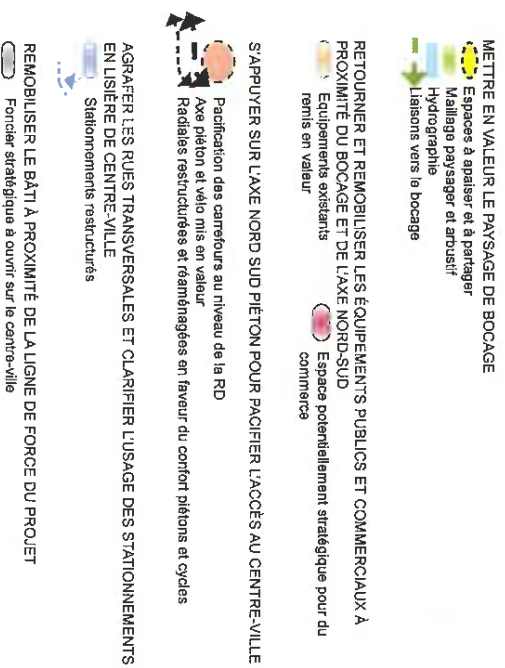 METTRE EN VALEUR LE PAYSAGE DE BOCAGE
Espaces à apaiser et à partager
Maillage paysager et arbustif
Hydrographie
Liaisons vers le bocage
RETOURNER ET REMOBILISER LES ÉQUIPEMENTS PUBLICS ET COMMERCIAUX À
PROXIMITÉ DU BOCAGE ET DE L'AXE NORD-SUD
Equipements existants
remis en valeur
Espace potentiellement stratégique pour du
commerce
S'APPUYER SUR L'AXE NORD SUD PIÉTON POUR PACIFIER L'ACCÈS AU CENTRE-VILLE
Pacification des carrefours au niveau de la RD
Axe piéton et vélo mis en valeur
Radiales restructurées et réaménagées en faveur du confort piétons et cycles
AGRAFER LES RUES TRANSVERSALES ET CLARIFIER L'USAGE DES STATIONNEMENTS
EN LISIÈRE DE CENTRE-VILLE
Stationnements restructurés
REMOBILISER LE BÂTI À PROXIMITÉ DE LA LIGNE DE FORCE DU PROJET
Foncier stratégique à ouvrir sur le centre-ville